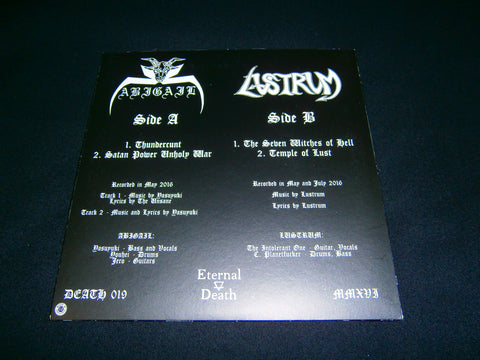 ABIGAIL
Side A
1. Thundercunt
2. Satan Power Unholy War
Recorded in May 2016
Track 1 - Music by Yasuyuki
Lyrics by The Unsane
Track 2 - Music and Lyrics by Yasuyuki
ABIGAIL:
Yasuyuki - Bass and Vocals
Youhei - Drums
Jero - Guitars
LUSTRUM
Side B
1. The Seven Witches of Hell
2. Temple of Lust
Recorded in May and July 2016
Music by Lustrum
Lyrics by Lustrum
LUSTRUM:
The Intolerant One - Guitar, Vocals
C. Planetfucker - Drums, Bass
DEATH 019
Eternal
Death
MMXVI